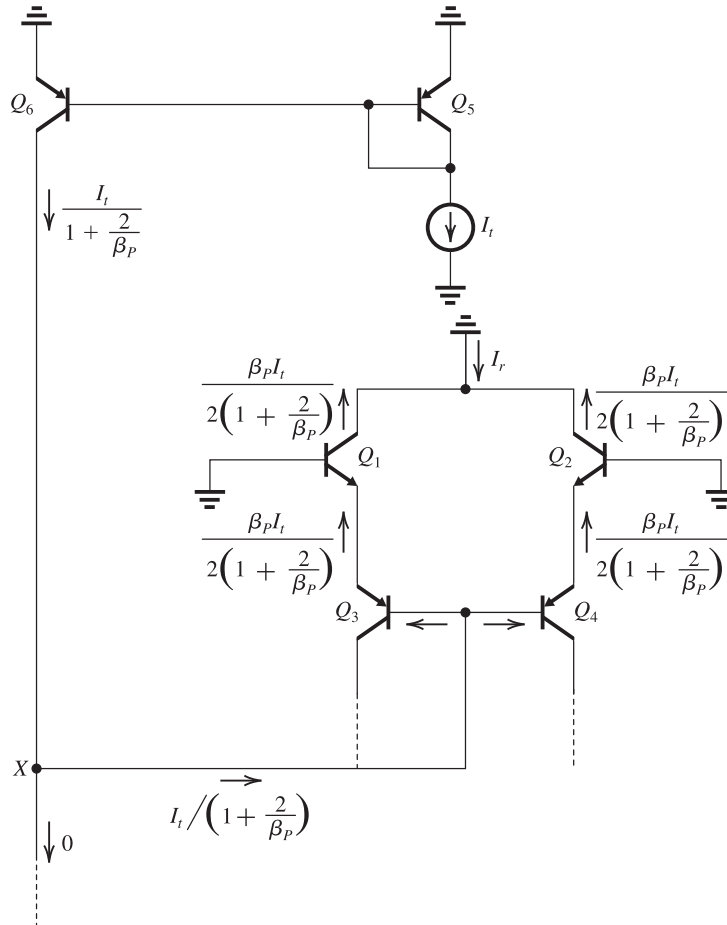 Q₆
Q₅
I_t / (1 + 2/β_P)
I_t
I_r
β_P I_t / 2(1 + 2/β_P)
β_P I_t / 2(1 + 2/β_P)
Q₁
Q₂
β_P I_t / 2(1 + 2/β_P)
β_P I_t / 2(1 + 2/β_P)
Q₃
Q₄
X
I_t/(1 + 2/β_P)
0